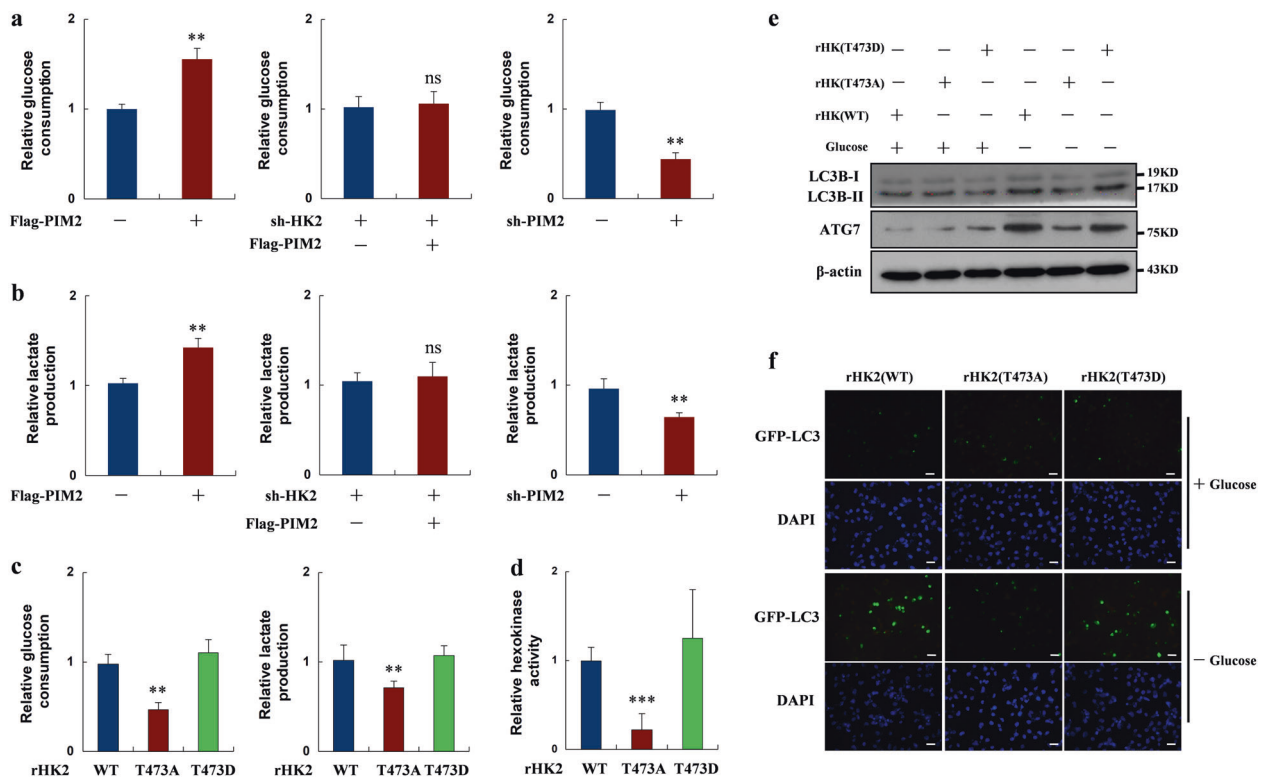 a
2
1
0
Relative glucose consumption
**
Flag-PIM2 — +
2
1
0
Relative glucose consumption
ns
sh-HK2 + +
Flag-PIM2 — +
2
1
0
Relative glucose consumption
**
sh-PIM2 — +
b
2
1
0
Relative lactate production
**
Flag-PIM2 — +
2
1
0
Relative lactate production
ns
sh-HK2 + +
Flag-PIM2 — +
2
1
0
Relative lactate production
**
sh-PIM2 — +
c
2
1
0
Relative glucose consumption
**
rHK2 WT T473A T473D
2
1
0
Relative lactate production
**
WT T473A T473D
d
2
1
0
Relative hexokinase activity
***
rHK2 WT T473A T473D
e
rHK(T473D) — — + — — +
rHK(T473A) — + — — + —
rHK(WT) + — — + — —
Glucose + + + — — —
LC3B-I 19KD
LC3B-II 17KD
ATG7 75KD
β-actin 43KD
f
rHK2(WT) rHK2(T473A) rHK2(T473D)
GFP-LC3
DAPI
+ Glucose
GFP-LC3
DAPI
— Glucose